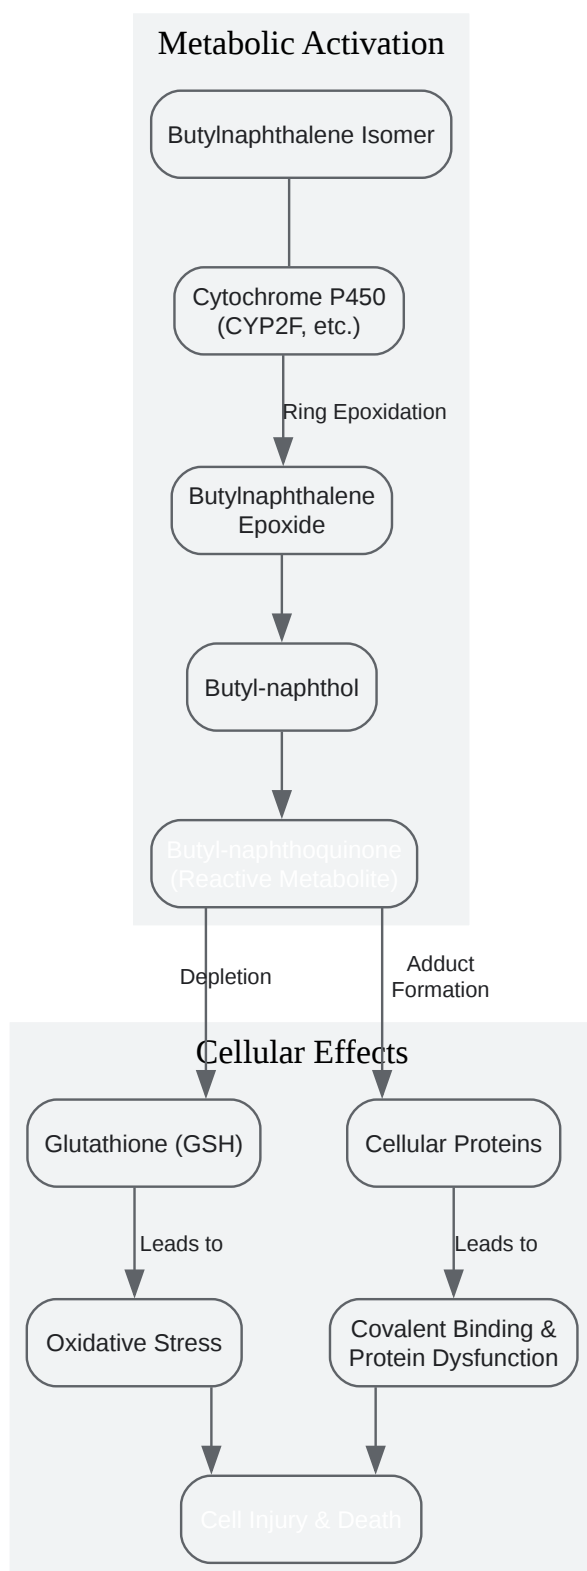 Metabolic Activation
Butylnaphthalene Isomer
Cytochrome P450
(CYP2F, etc.)
Ring Epoxidation
Butylnaphthalene
Epoxide
Butyl-naphthol
Butyl-naphthoquinone
(Reactive Metabolite)
Depletion
Adduct
Formation
Cellular Effects
Glutathione (GSH)
Cellular Proteins
Leads to
Leads to
Oxidative Stress
Covalent Binding &
Protein Dysfunction
Cell Injury & Death